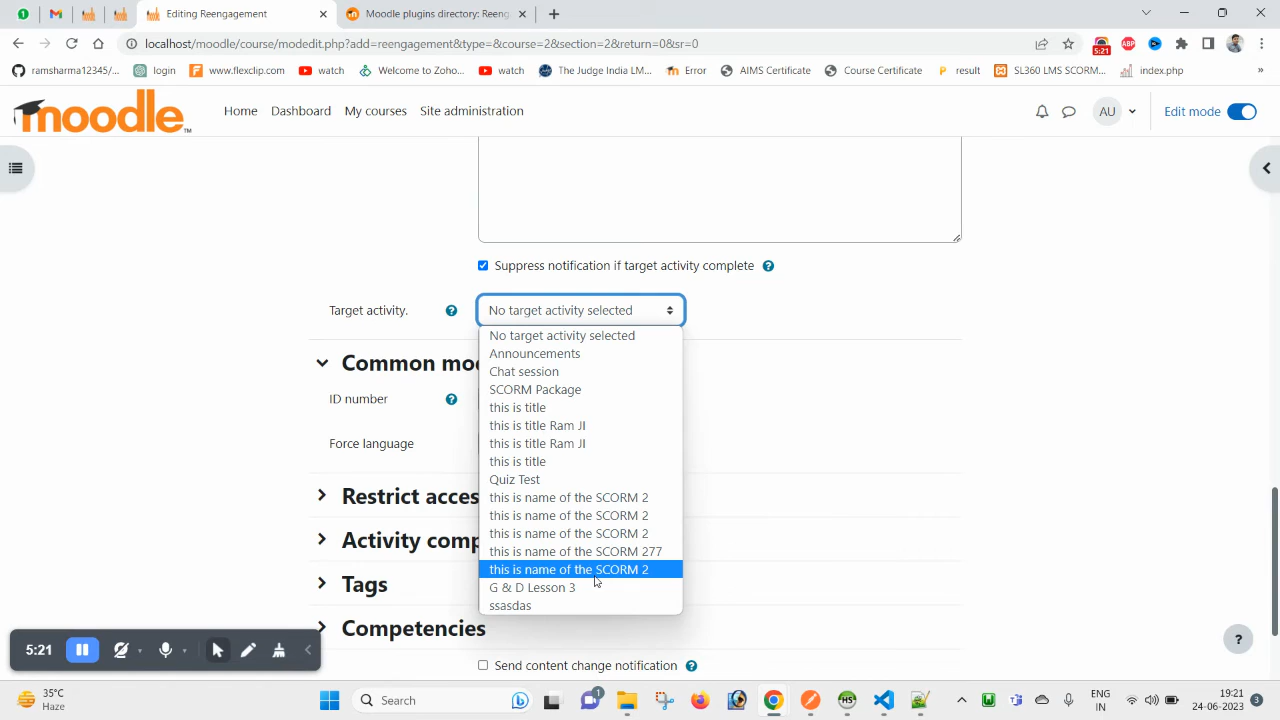 1
Editing Reengagement
Moodle plugins directory: Reeng
localhost/moodle/course/modedit.php?add=reengagement&type=&course=2&section=2&return=0&sr=0
5:21
ABP
ramsharma12345/...
login
www.flexclip.com
watch
Welcome to Zoho...
watch
The Judge India LM...
Error
AIMS Certificate
Course Certificate
result
SL360 LMS SCORM...
index.php
»
moodle
Home
Dashboard
My courses
Site administration
AU
Edit mode
Suppress notification if target activity complete
Target activity.
No target activity selected
No target activity selected
Announcements
Chat session
SCORM Package
this is title
this is title Ram JI
this is title Ram JI
this is title
Quiz Test
this is name of the SCORM 2
this is name of the SCORM 2
this is name of the SCORM 2
this is name of the SCORM 277
this is name of the SCORM 2
G & D Lesson 3
ssasdas
Common mo
ID number
Force language
Restrict acces
Activity comp
Tags
Competencies
Send content change notification
5:21
35°C
Haze
Search
1
ENG
IN
19:21
24-06-2023
3